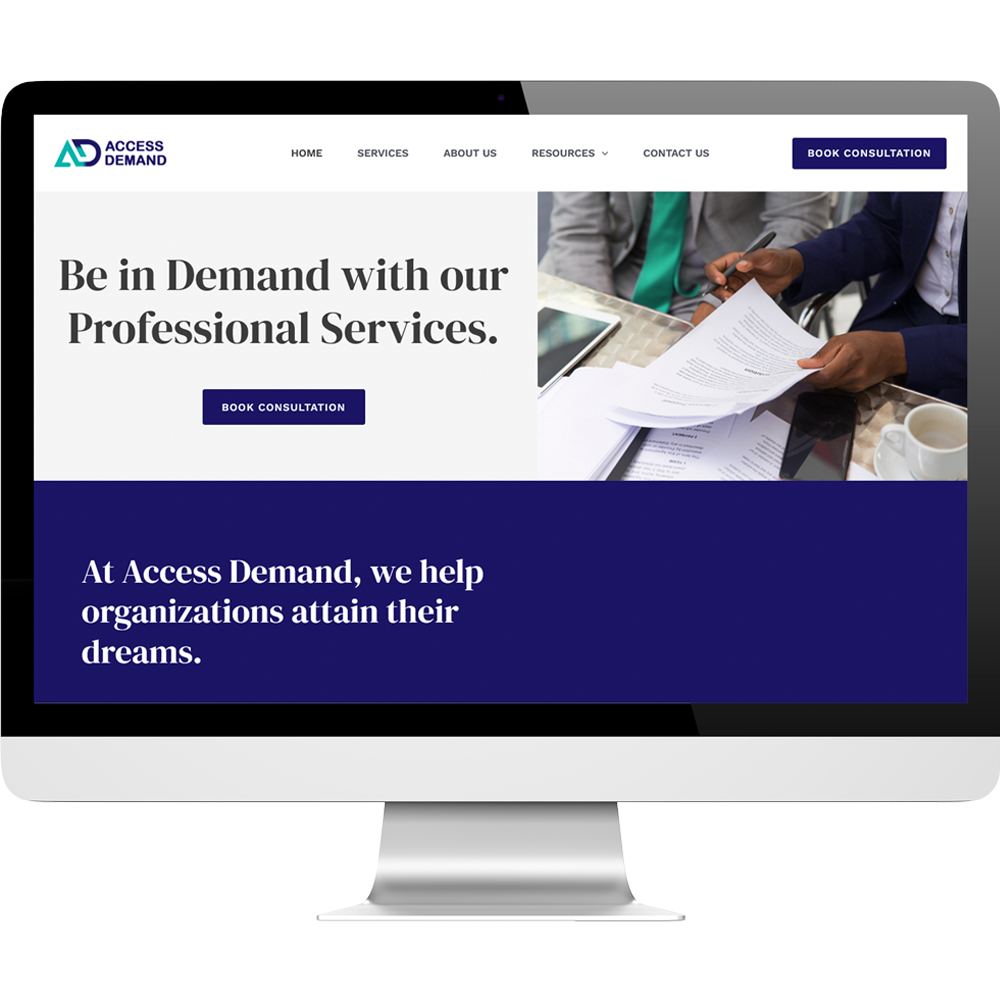 ACCESS
DEMAND
HOME
SERVICES
ABOUT US
RESOURCES
CONTACT US
BOOK CONSULTATION
Be in Demand with our
Professional Services.
BOOK CONSULTATION
At Access Demand, we help
organizations attain their
dreams.